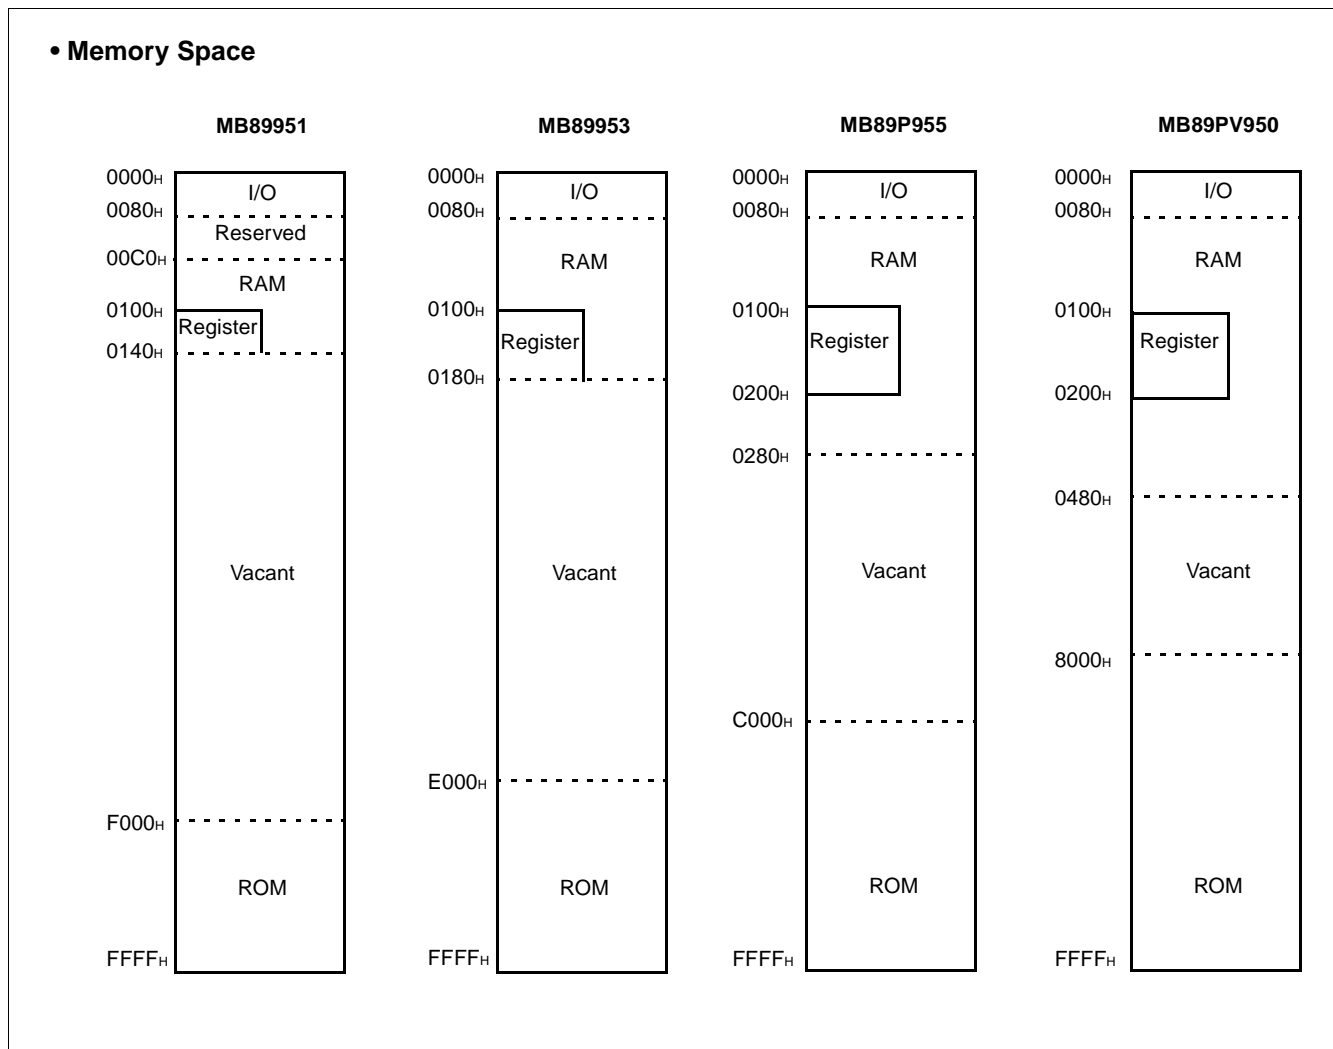 • Memory Space
MB89951
0000H
I/O
0080H
Reserved
00C0H
RAM
0100H
Register
0140H
Vacant
F000H
ROM
FFFFH
MB89953
0000H
I/O
0080H
RAM
0100H
Register
0180H
Vacant
E000H
ROM
FFFFH
MB89P955
0000H
I/O
0080H
RAM
0100H
Register
0200H
0280H
Vacant
C000H
ROM
FFFFH
MB89PV950
0000H
I/O
0080H
RAM
0100H
Register
0200H
0480H
Vacant
8000H
ROM
FFFFH